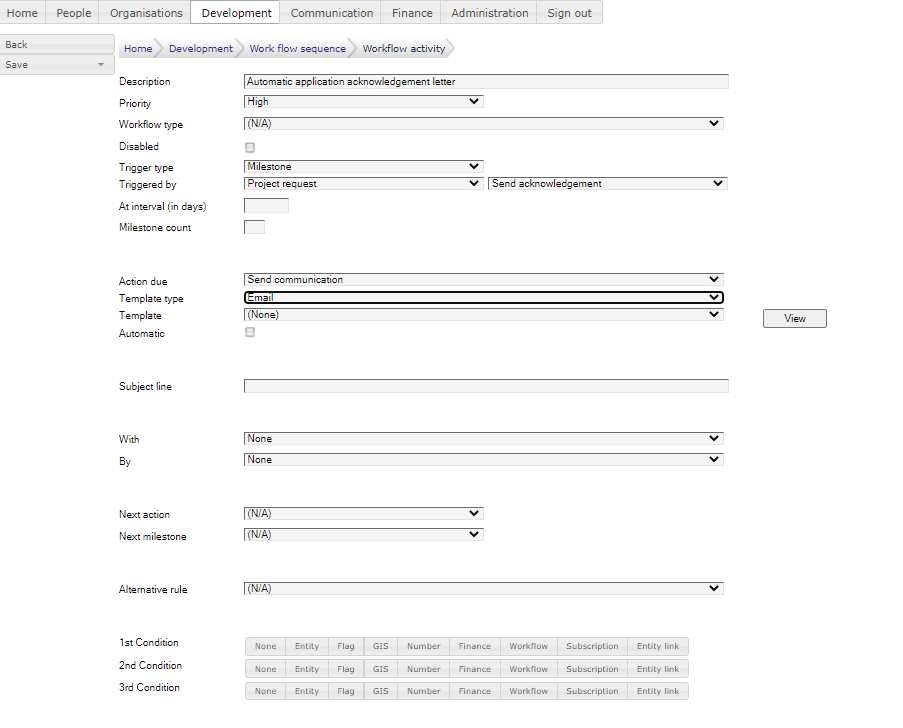 Home People Organisations Development Communication Finance Administration Sign out
Back
Save
Home Development Work flow sequence Workflow activity
Description Automatic application acknowledgement letter
Priority High
Workflow type (N/A)
Disabled
Trigger type Milestone
Triggered by Project request Send acknowledgement
At interval (in days)
Milestone count
Action due Send communication
Template type Email
Template (None) View
Automatic
Subject line
With None
By None
Next action (N/A)
Next milestone (N/A)
Alternative rule (N/A)
1st Condition None Entity Flag GIS Number Finance Workflow Subscription Entity link
2nd Condition None Entity Flag GIS Number Finance Workflow Subscription Entity link
3rd Condition None Entity Flag GIS Number Finance Workflow Subscription Entity link